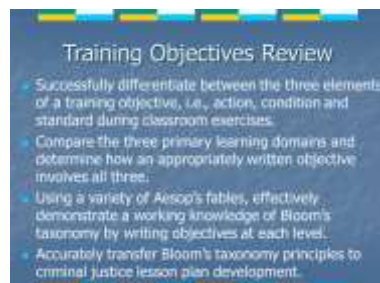 Training Objectives Review
Successfully differentiate between the three elements
of a training objective, i.e., action, condition and
standard during classroom exercises.
Compare the three primary learning domains and
determine how an appropriately written objective
involves all three.
Using a variety of Aesop's fables, effectively
demonstrate a working knowledge of Bloom's
taxonomy by writing objectives at each level.
Accurately transfer Bloom's taxonomy principles to
criminal justice lesson plan development.